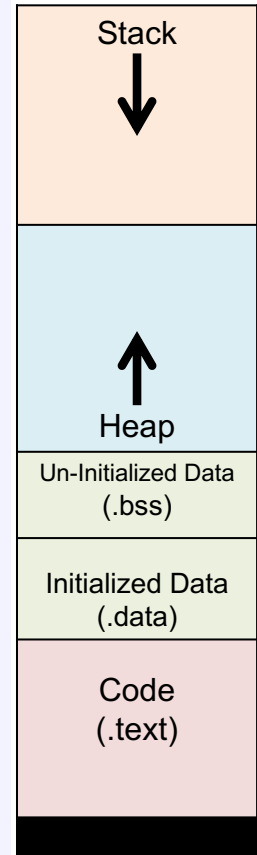 Stack
Heap
Un-Initialized Data
(.bss)
Initialized Data
(.data)
Code
(.text)